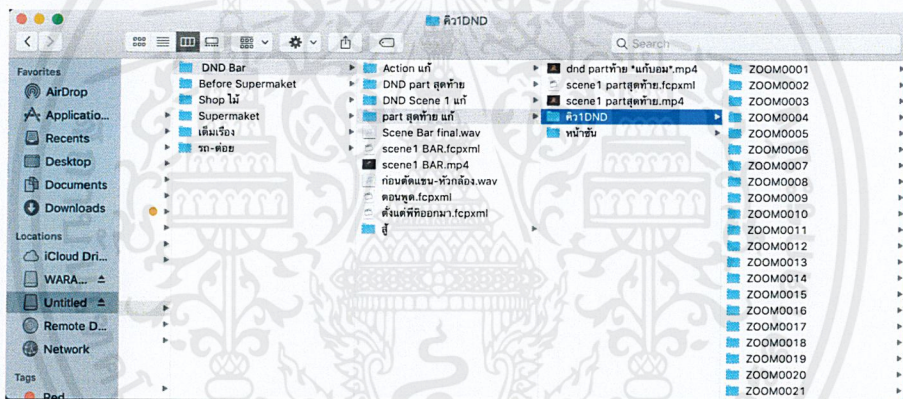 คิว1DND
Search
Favorites
AirDrop
Applicatio...
Recents
Desktop
Documents
Downloads
Locations
iCloud Dri...
WARA...
Untitled
Remote D...
Network
Tags
Red
DND Bar
Before Supermaket
Shop ไม้
Supermaket
เต็มเรื่อง
รถ-ต่อย
Action แก้
DND part สุดท้าย
DND Scene 1 แก้
part สุดท้าย แก้
Scene Bar final.wav
scene1 BAR.fcpxml
scene1 BAR.mp4
ก่อนตัดแขน-หัวกล้อง.wav
ตอนพูด.fcpxml
ตั้งแต่พี่ทิออกมา.fcpxml
สู้
dnd partท้าย *แก้บอม*.mp4
scene1 partสุดท้าย.fcpxml
scene1 partสุดท้าย.mp4
คิว1DND
หน้าชัน
ZOOM0001
ZOOM0002
ZOOM0003
ZOOM0004
ZOOM0005
ZOOM0006
ZOOM0007
ZOOM0008
ZOOM0009
ZOOM0010
ZOOM0011
ZOOM0012
ZOOM0013
ZOOM0014
ZOOM0015
ZOOM0016
ZOOM0017
ZOOM0018
ZOOM0019
ZOOM0020
ZOOM0021